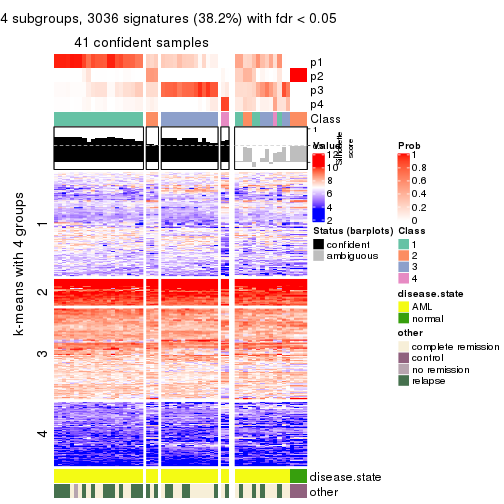 4 subgroups, 3036 signatures (38.2%) with fdr < 0.05
41 confident samples
p1
p2
p3
p4
Class
1
Silhouette
score
k-means with 4 groups
1
2
3
4
Value
12
10
8
6
4
2
Prob
1
0.8
0.6
0.4
0.2
0
Status (barplots)
confident
ambiguous
Class
1
2
3
4
disease.state
AML
normal
other
complete remission
control
no remission
relapse
disease.state
other